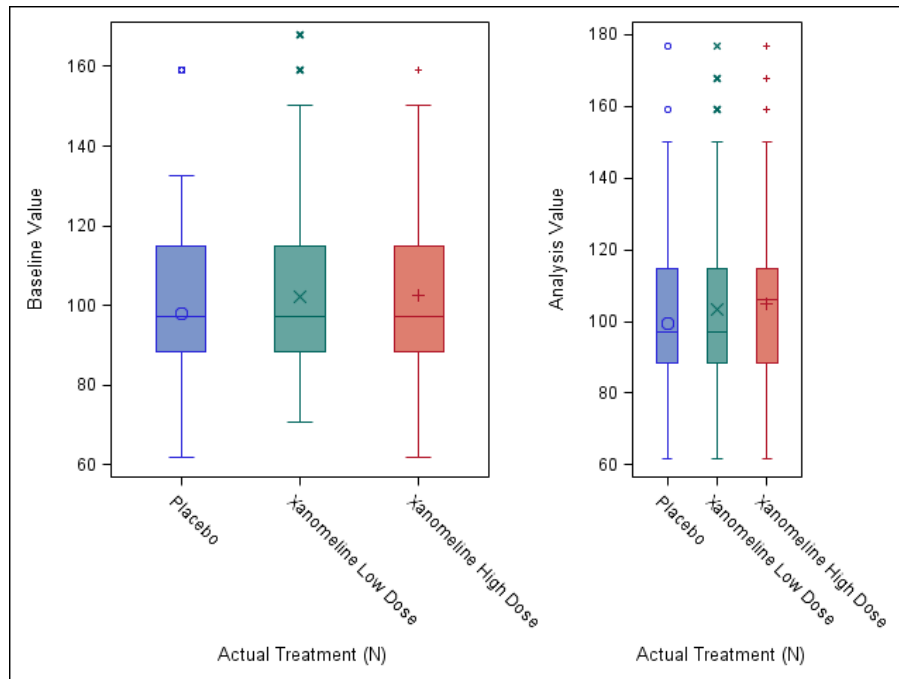 Baseline Value
160
140
120
100
80
60
Placebo
Xanomeline Low Dose
Xanomeline High Dose
Actual Treatment (N)
Analysis Value
180
160
140
120
100
80
60
Placebo
Xanomeline Low Dose
Xanomeline High Dose
Actual Treatment (N)